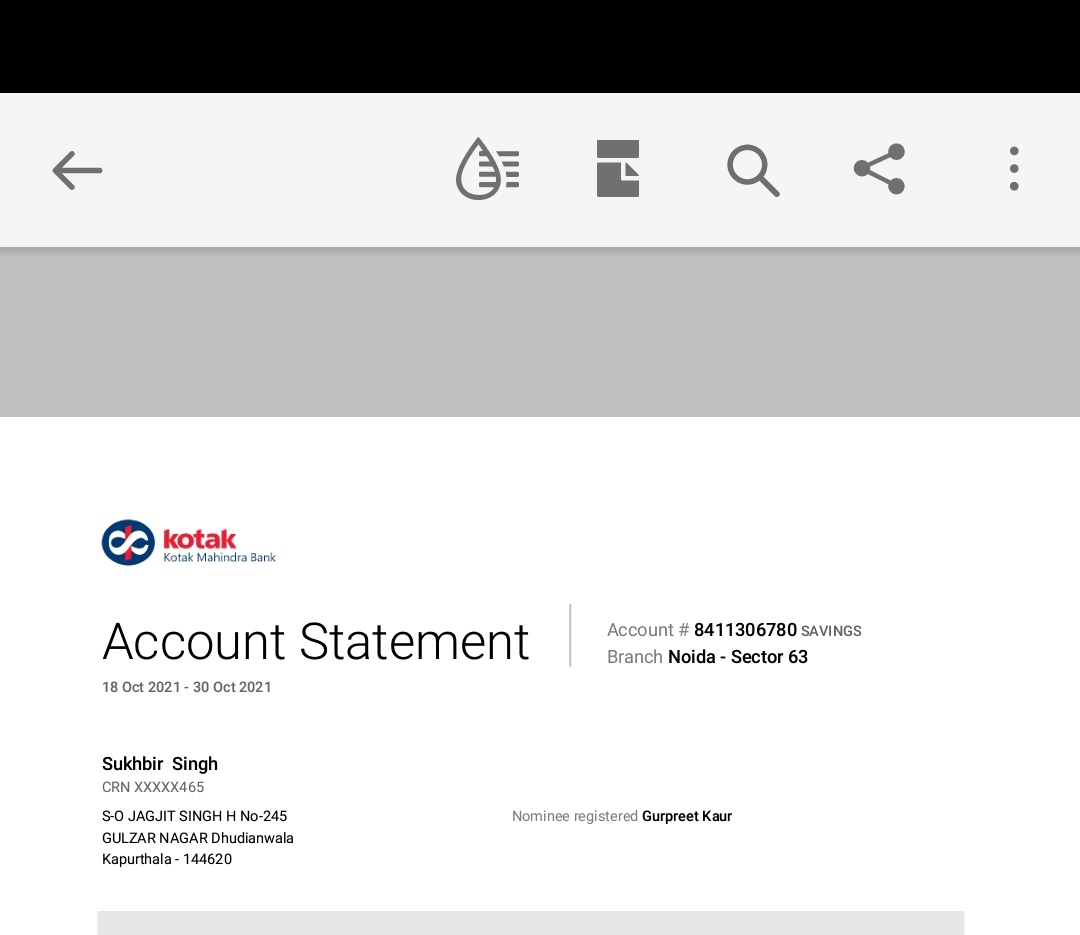 kotak
Kotak Mahindra Bank
Account Statement
18 Oct 2021 - 30 Oct 2021
Account # 8411306780 SAVINGS
Branch Noida - Sector 63
Sukhbir  Singh
CRN XXXXX465
S-O JAGJIT SINGH H No-245
GULZAR NAGAR Dhudianwala
Kapurthala - 144620
Nominee registered Gurpreet Kaur